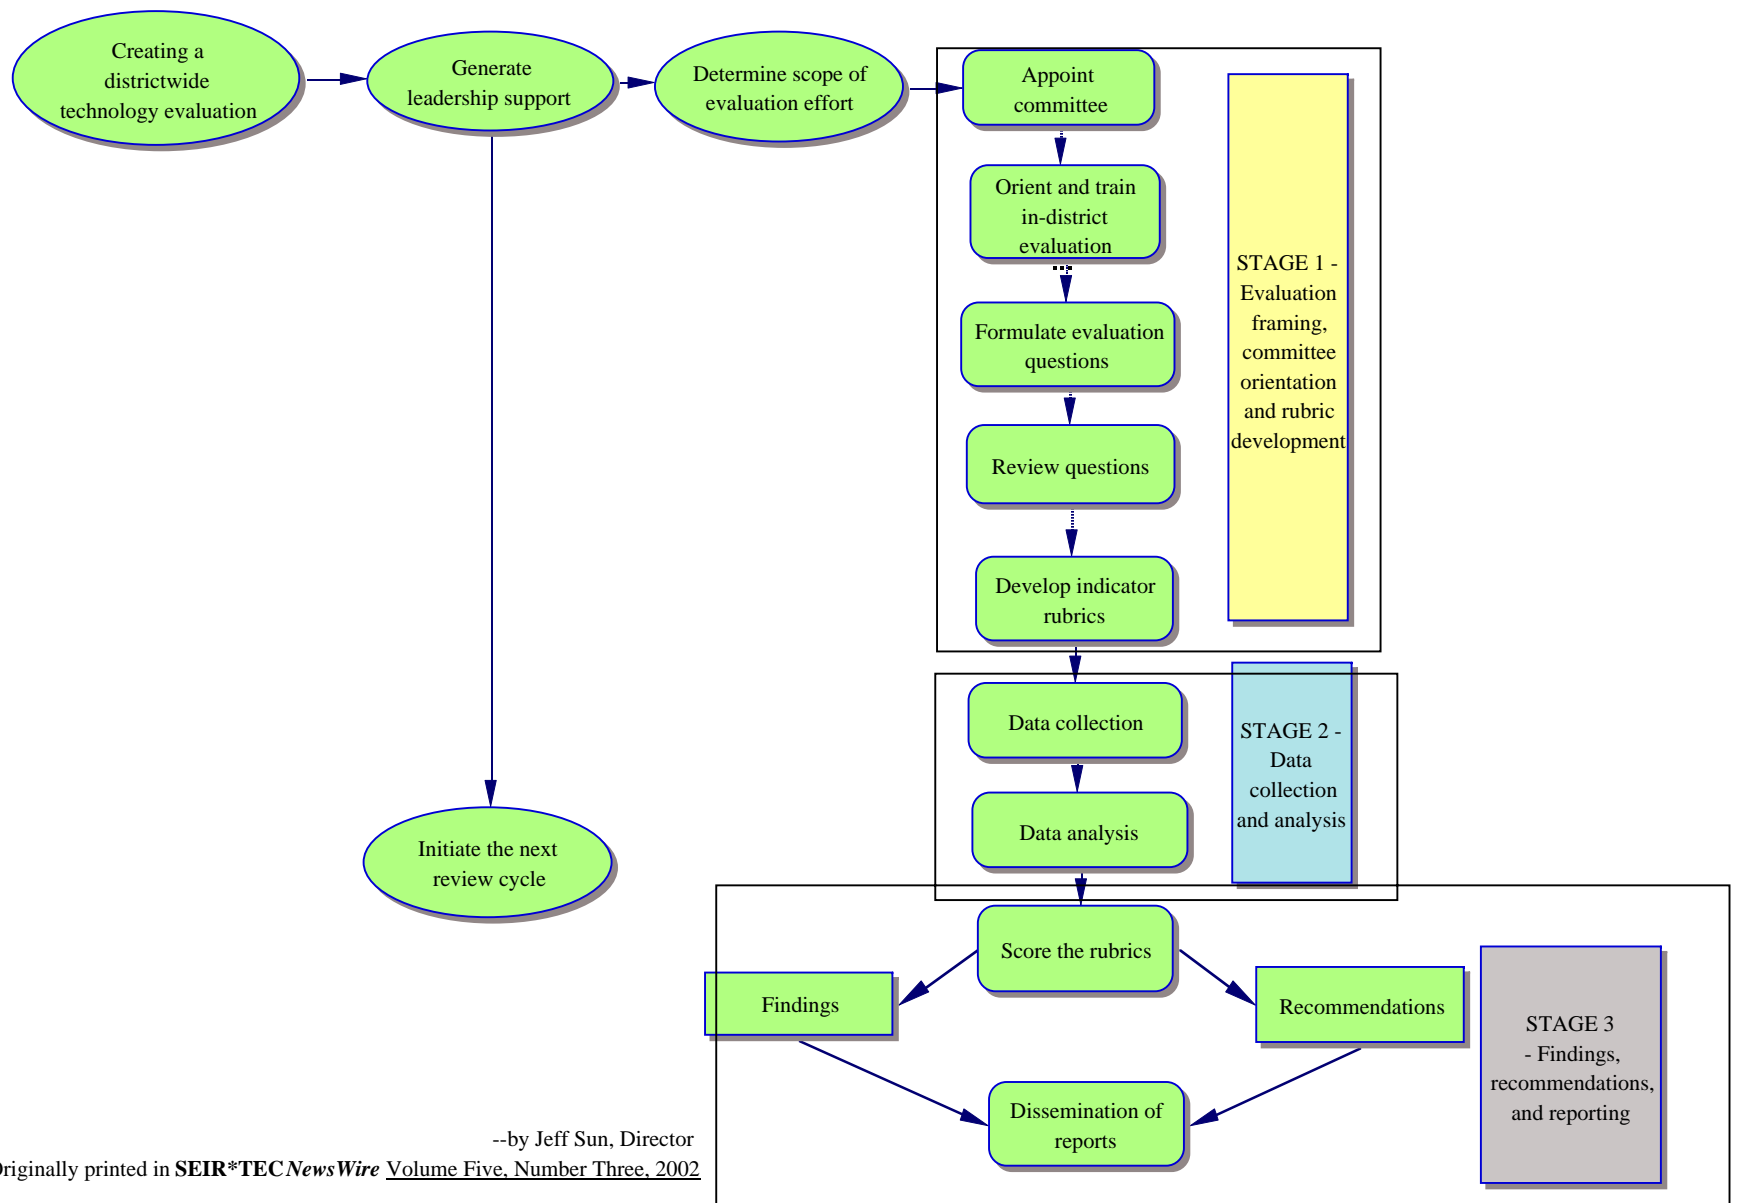 Creating a
districtwide
technology evaluation
Generate
leadership support
Determine scope of
evaluation effort
Appoint
committee
Orient and train
in-district
evaluation
Formulate evaluation
questions
Review questions
Develop indicator
rubrics
STAGE 1 -
Evaluation
framing,
committee
orientation
and rubric
development
Data collection
Data analysis
STAGE 2 -
Data
collection
and analysis
Initiate the next
review cycle
Score the rubrics
Findings
Recommendations
Dissemination of
reports
STAGE 3
- Findings,
recommendations,
and reporting
--by Jeff Sun, Director
Originally printed in SEIR*TEC NewsWire Volume Five, Number Three, 2002